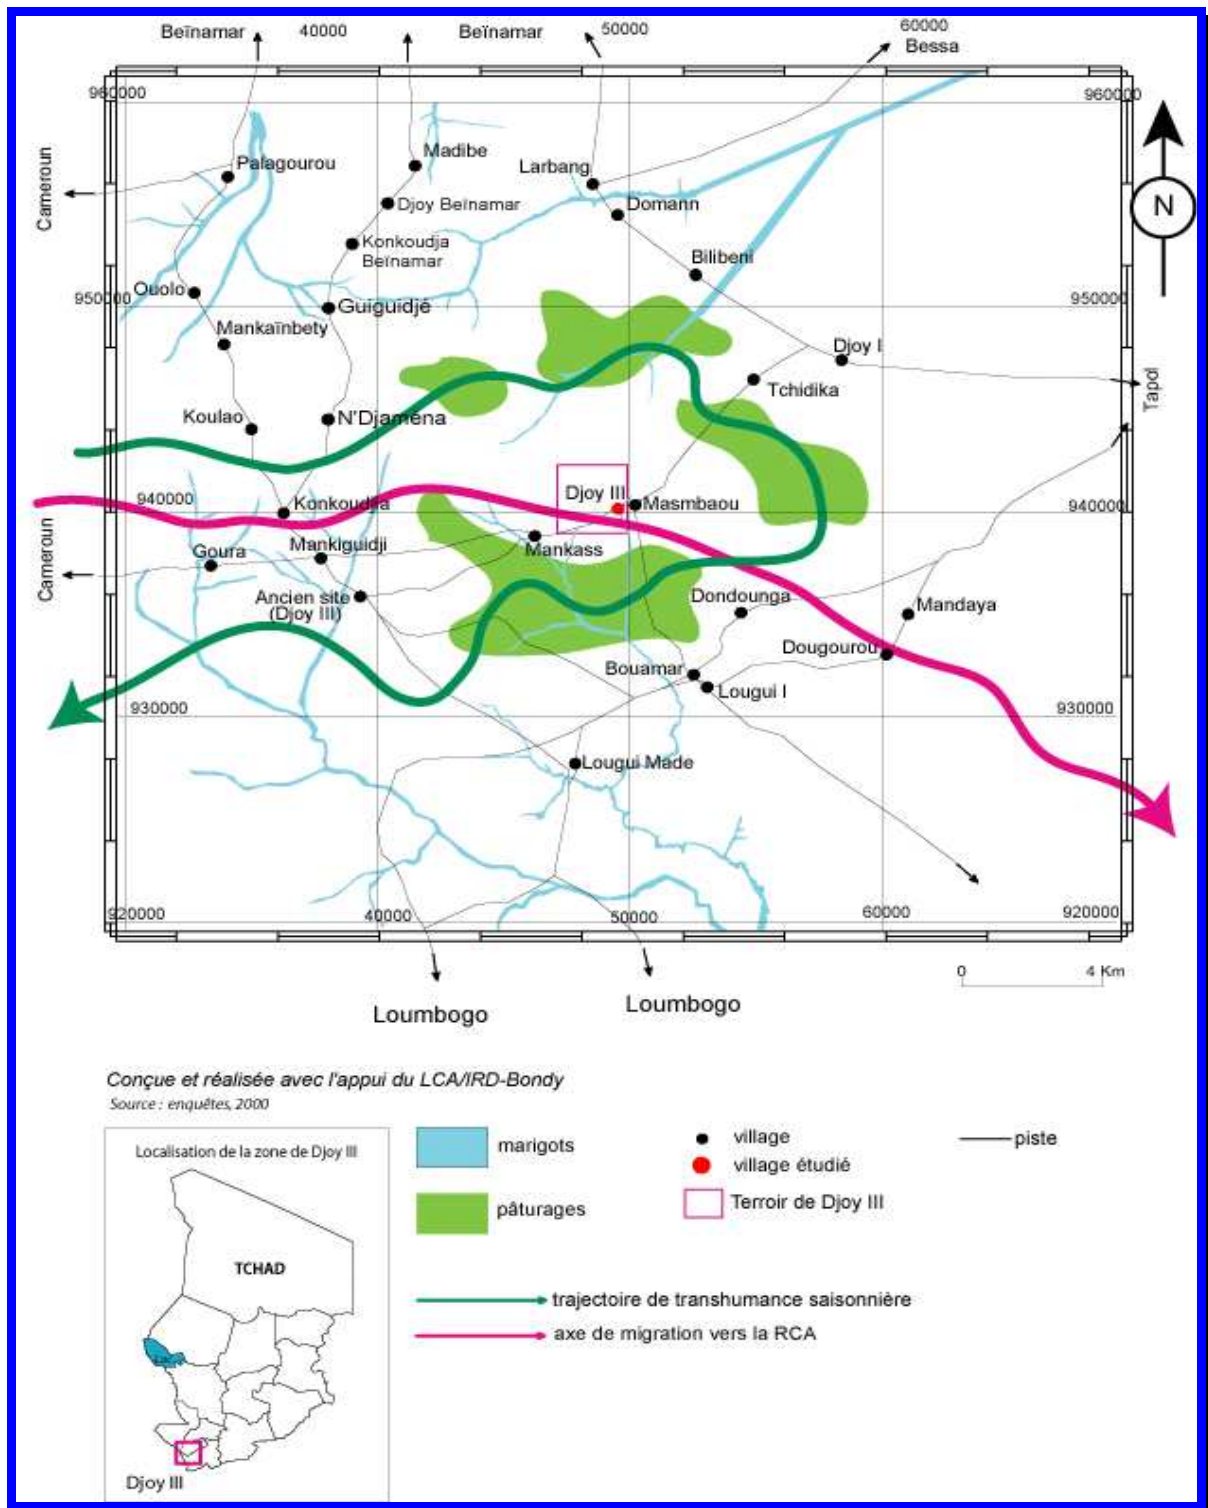 Beïnamar
40000
Beïnamar
50000
60000
Bessa
960000
960000
Cameroun
Palagourou
Madibe
Larbang
N
Djoy Beïnamar
Domann
Konkoudja
Beïnamar
Bilibeni
Ouolo
950000
Guiguidjé
950000
Mankaïnbety
Djoy I
Tchidika
Tapol
Koulao
N'Djaména
940000
Konkoudjia
Djoy III
Masmbaou
940000
Cameroun
Goura
Mankiguidji
Mankass
Ancien site
(Djoy III)
Dondounga
Mandaya
Dougourou
Bouamar
Lougui I
930000
930000
Lougui Made
920000
40000
50000
60000
920000
0
4 Km
Loumbogo
Loumbogo
Conçue et réalisée avec l'appui du LCA/IRD-Bondy
Source : enquêtes, 2000
Localisation de la zone de Djoy III
TCHAD
Djoy III
marigots
village
piste
village étudié
pâturages
Terroir de Djoy III
trajectoire de transhumance saisonnière
axe de migration vers la RCA